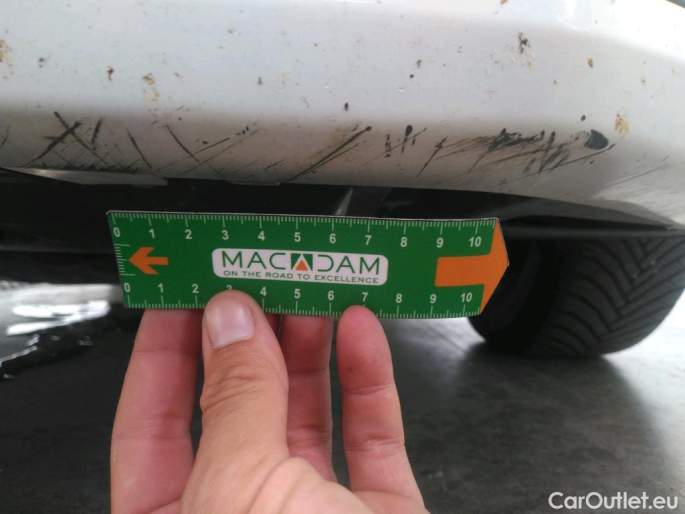 0 1 2 3 4 5 6 7 8 9 10
MACADAM
ON THE ROAD TO EXCELLENCE
0 1 2 3 4 5 6 7 8 9 10
CarOutlet.eu